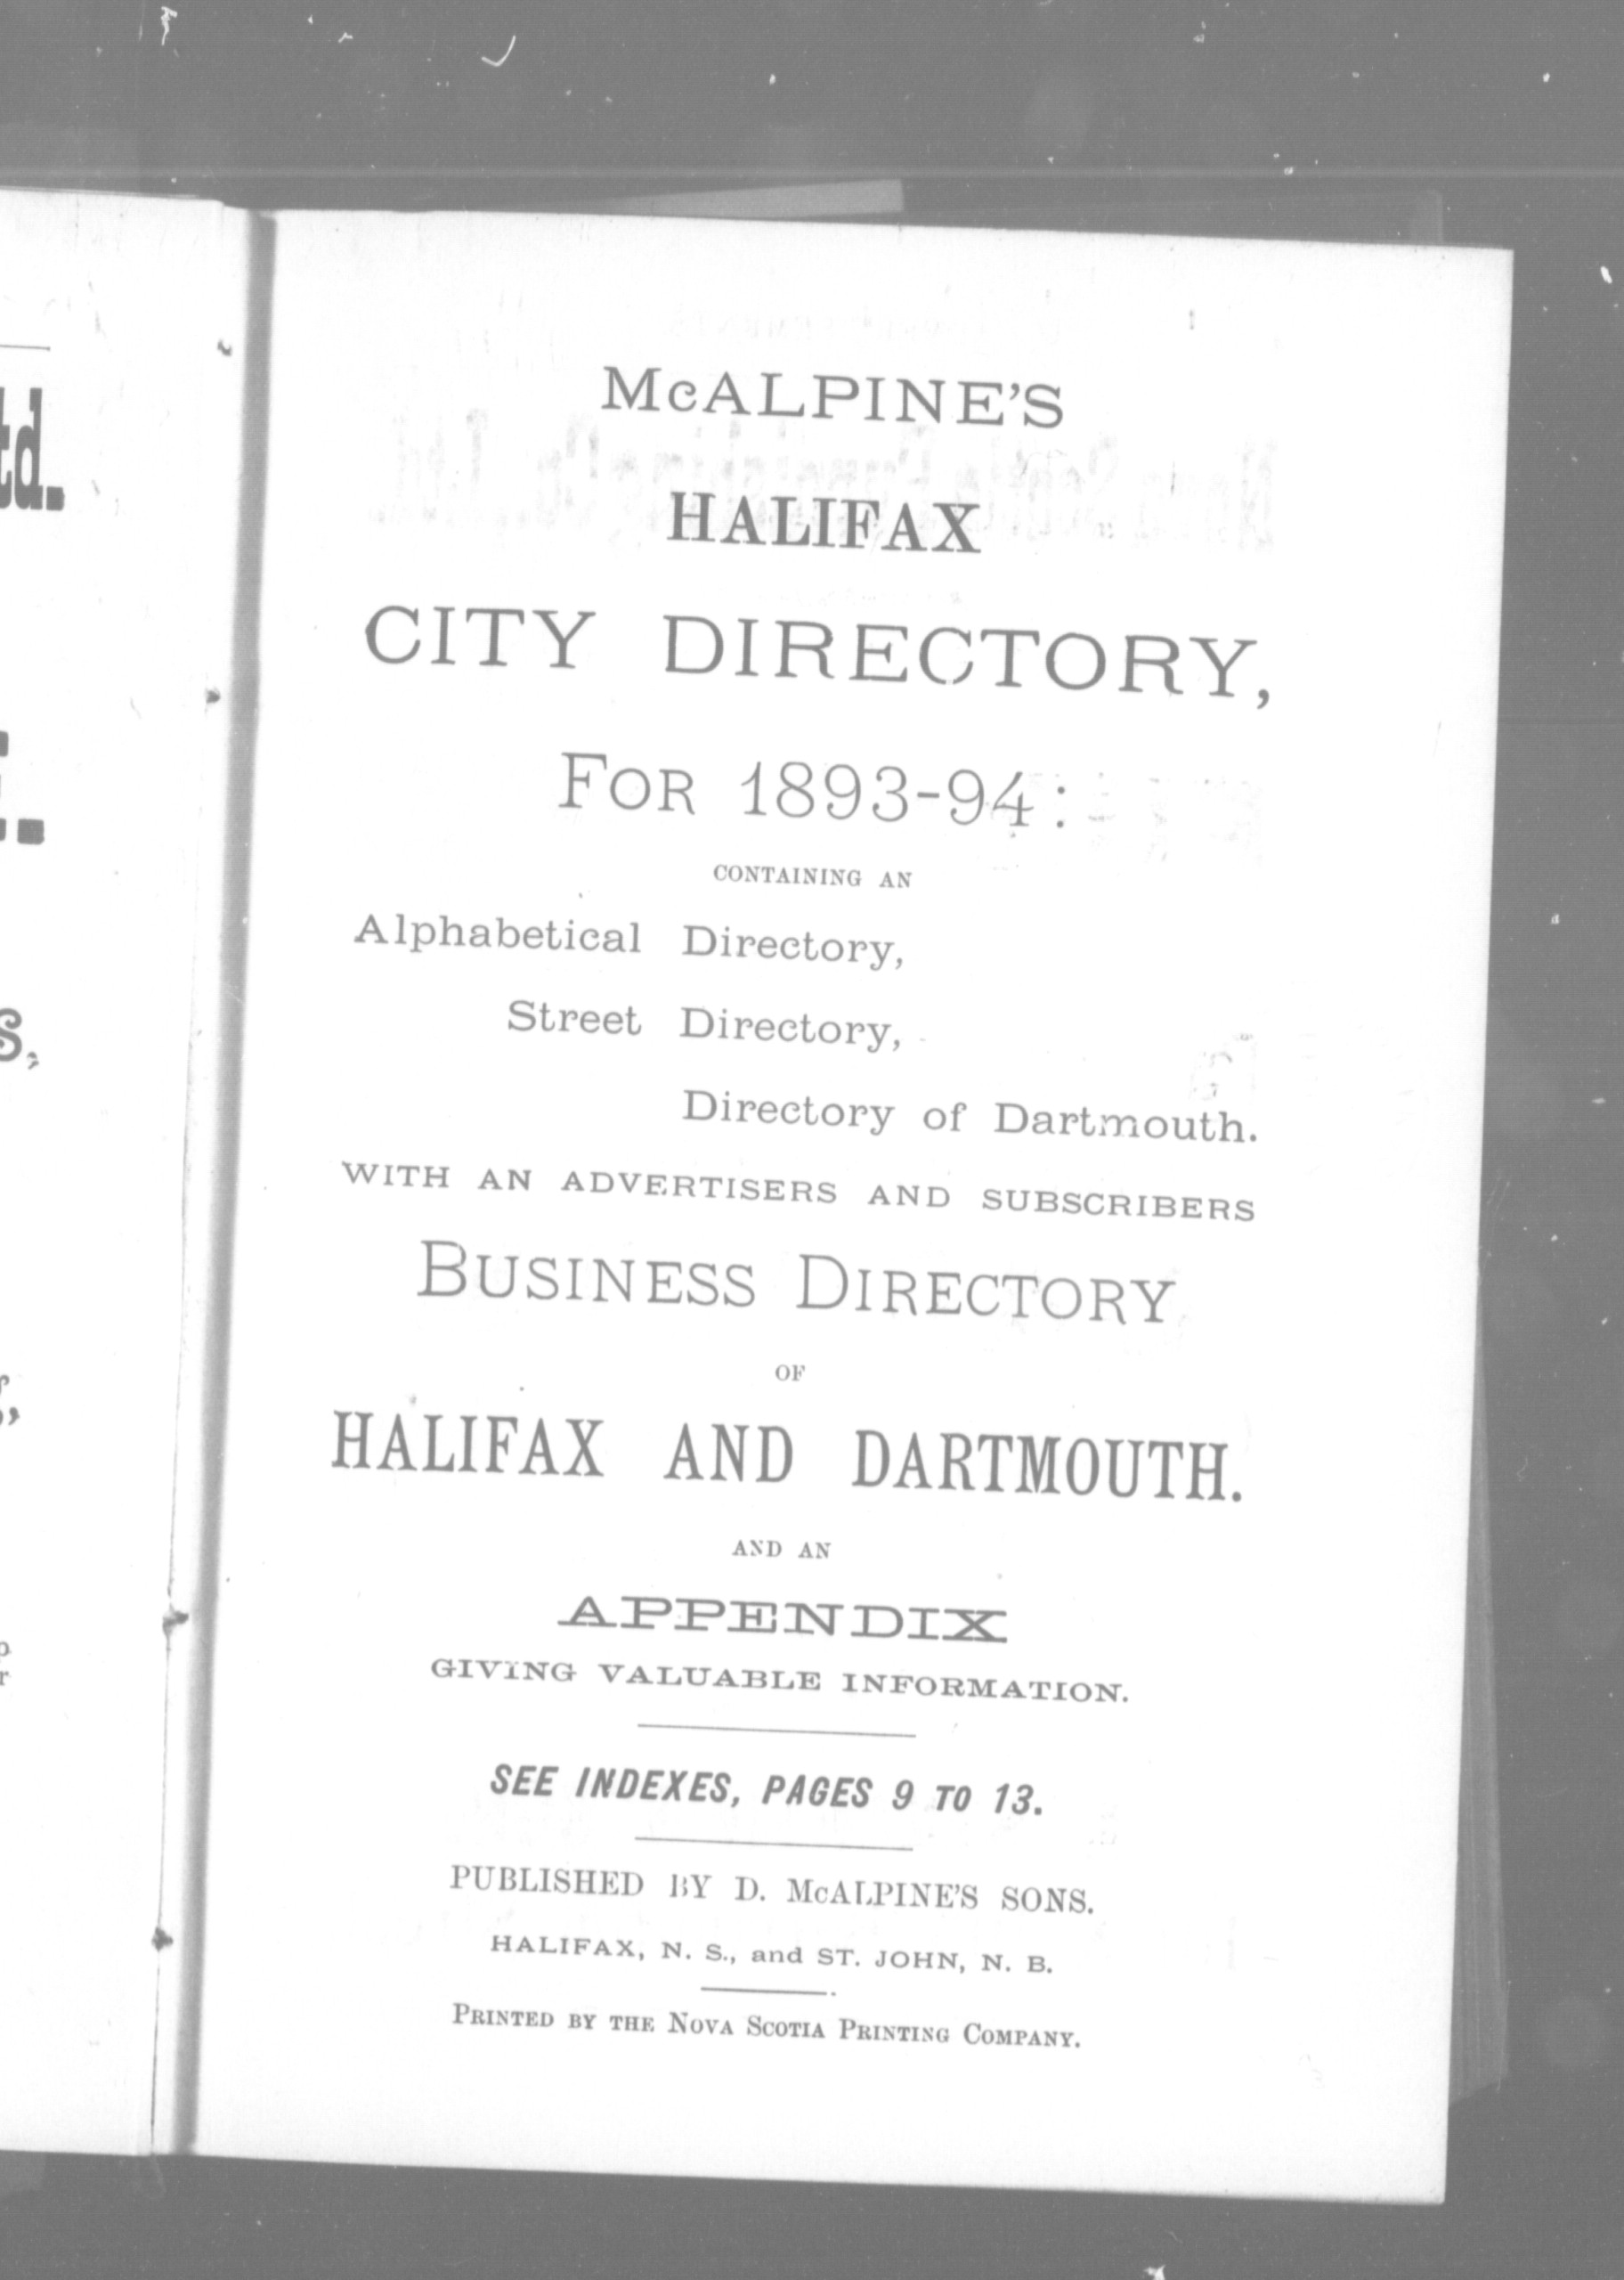 McALPINE'S
HALIFAX
CITY DIRECTORY,
FOR 1893-94:
CONTAINING AN
Alphabetical Directory,
Street Directory,
Directory of Dartmouth.
WITH AN ADVERTISERS AND SUBSCRIBERS
BUSINESS DIRECTORY
OF
HALIFAX AND DARTMOUTH.
AND AN
APPENDIX
GIVING VALUABLE INFORMATION.
SEE INDEXES, PAGES 9 TO 13.
PUBLISHED BY D. McALPINE'S SONS.
HALIFAX, N. S., and ST. JOHN, N. B.
PRINTED BY THE NOVA SCOTIA PRINTING COMPANY.